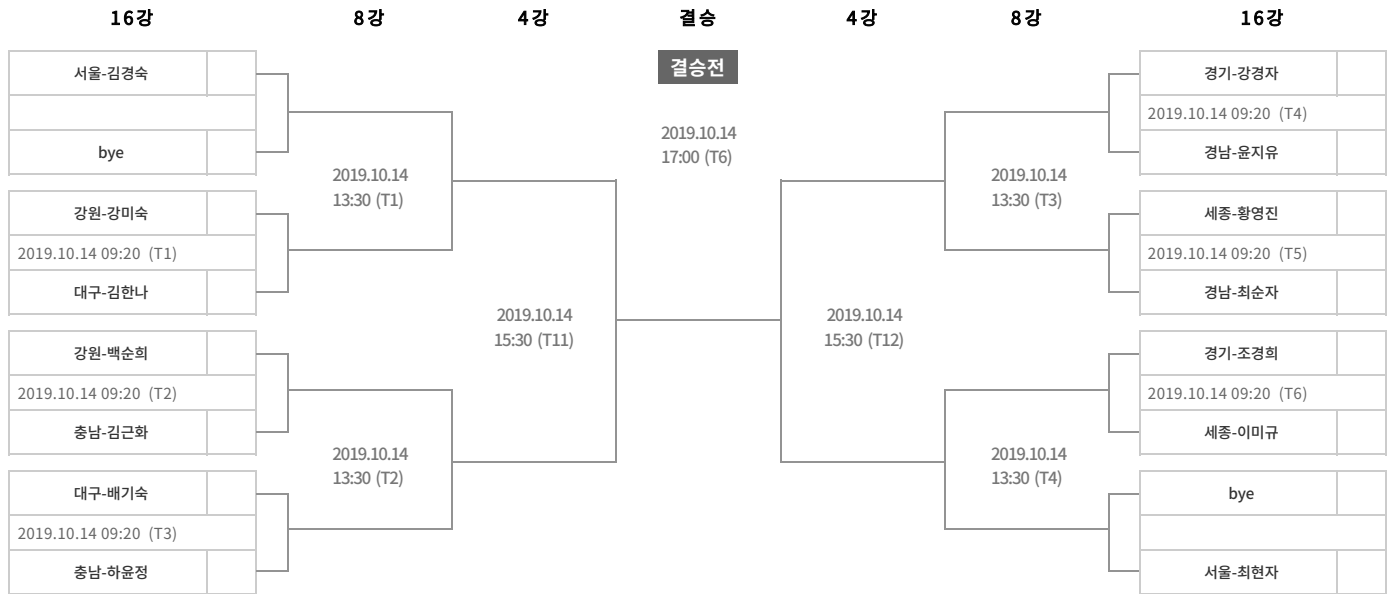 16강 8강 4강 결승 4강 8강 16강
서울-김경숙
bye
강원-강미숙
2019.10.14 09:20 (T1)
대구-김한나
강원-백순희
2019.10.14 09:20 (T2)
충남-김근화
대구-배기숙
2019.10.14 09:20 (T3)
충남-하윤정
2019.10.14
13:30 (T1)
2019.10.14
13:30 (T2)
2019.10.14
15:30 (T11)
결승전
2019.10.14
17:00 (T6)
2019.10.14
15:30 (T12)
2019.10.14
13:30 (T3)
2019.10.14
13:30 (T4)
경기-강경자
2019.10.14 09:20 (T4)
경남-윤지유
세종-황영진
2019.10.14 09:20 (T5)
경남-최순자
경기-조경희
2019.10.14 09:20 (T6)
세종-이미규
bye
서울-최현자